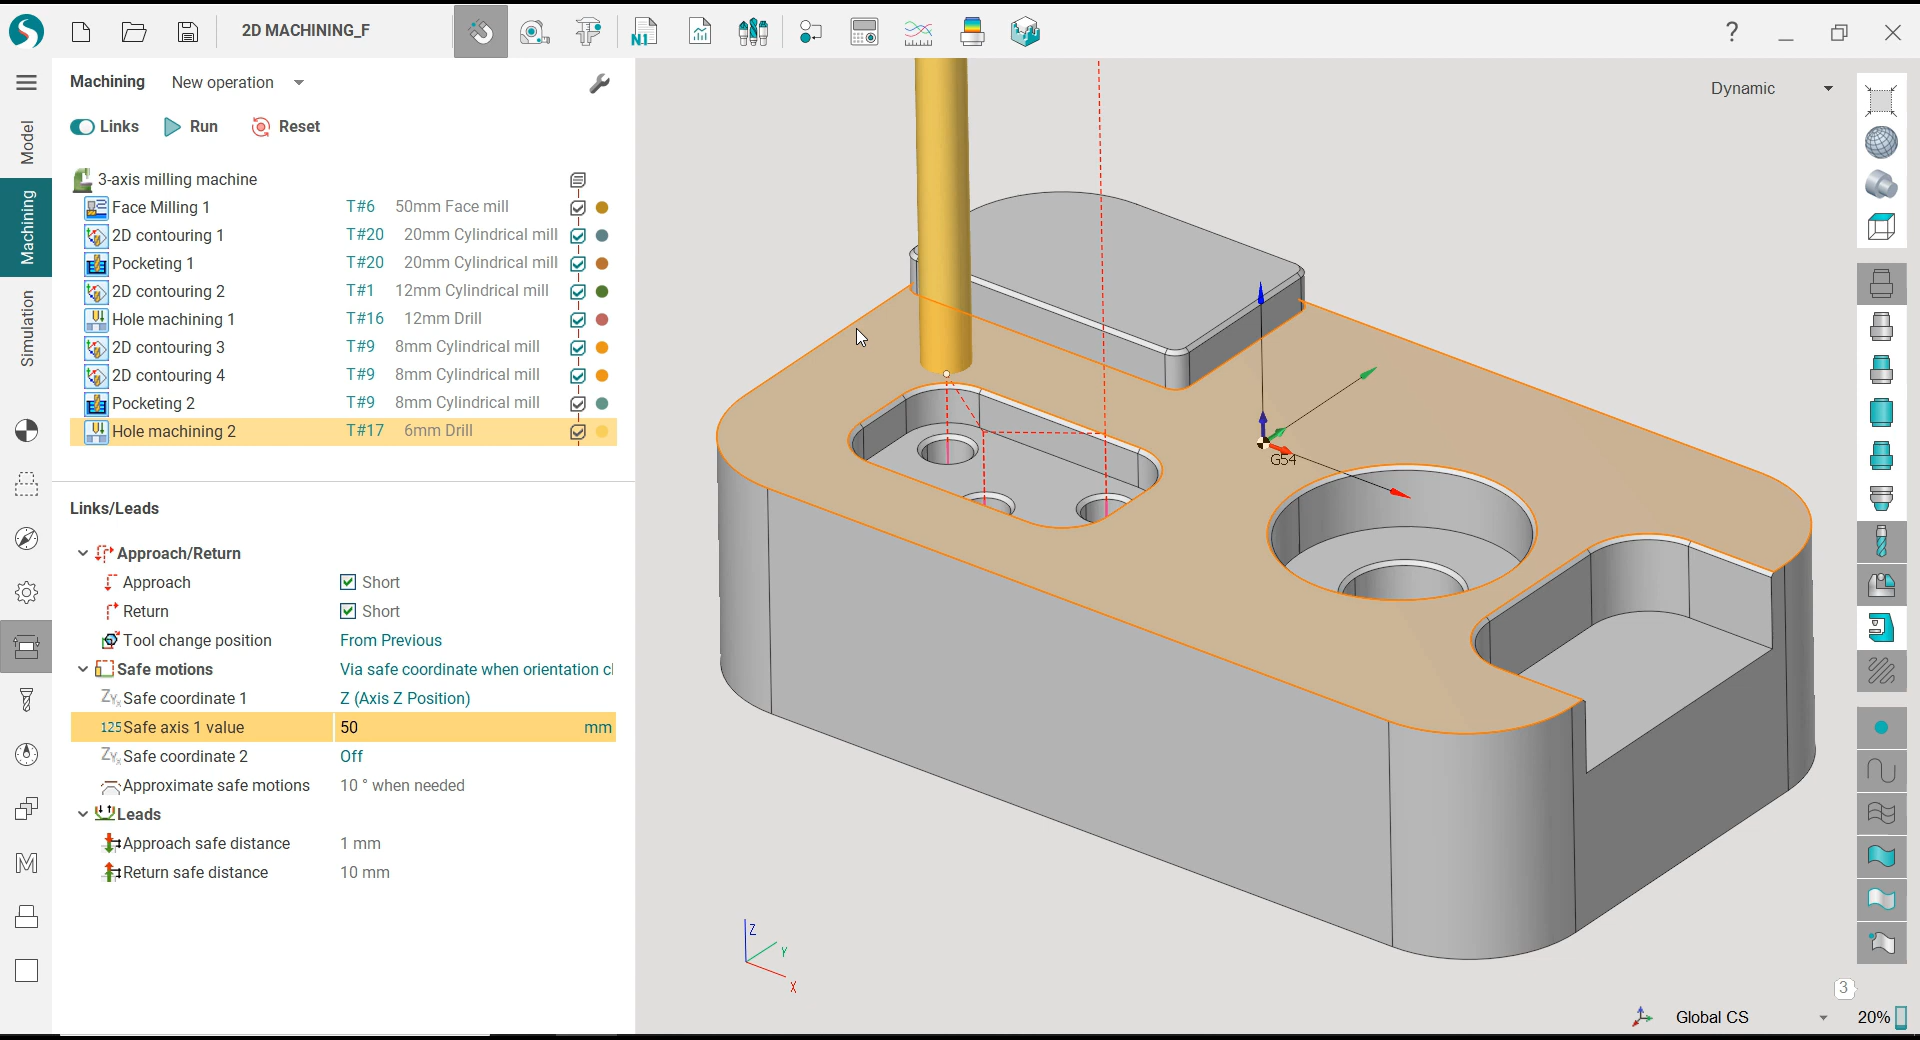 2D MACHINING_F
N1
?
Machining New operation
Dynamic
Links Run Reset
Model
Machining
Simulation
3-axis milling machine
Face Milling 1 T#6 50mm Face mill
2D contouring 1 T#20 20mm Cylindrical mill
Pocketing 1 T#20 20mm Cylindrical mill
2D contouring 2 T#1 12mm Cylindrical mill
Hole machining 1 T#16 12mm Drill
2D contouring 3 T#9 8mm Cylindrical mill
2D contouring 4 T#9 8mm Cylindrical mill
Pocketing 2 T#9 8mm Cylindrical mill
Hole machining 2 T#17 6mm Drill
G54
Links/Leads
Approach/Return
Approach Short
Return Short
Tool change position From Previous
Safe motions Via safe coordinate when orientation cl
Safe coordinate 1 Z (Axis Z Position)
125 Safe axis 1 value 50 mm
Safe coordinate 2 Off
Approximate safe motions 10 ° when needed
Leads
Approach safe distance 1 mm
Return safe distance 10 mm
M
Z
Y
X
3
Global CS 20%